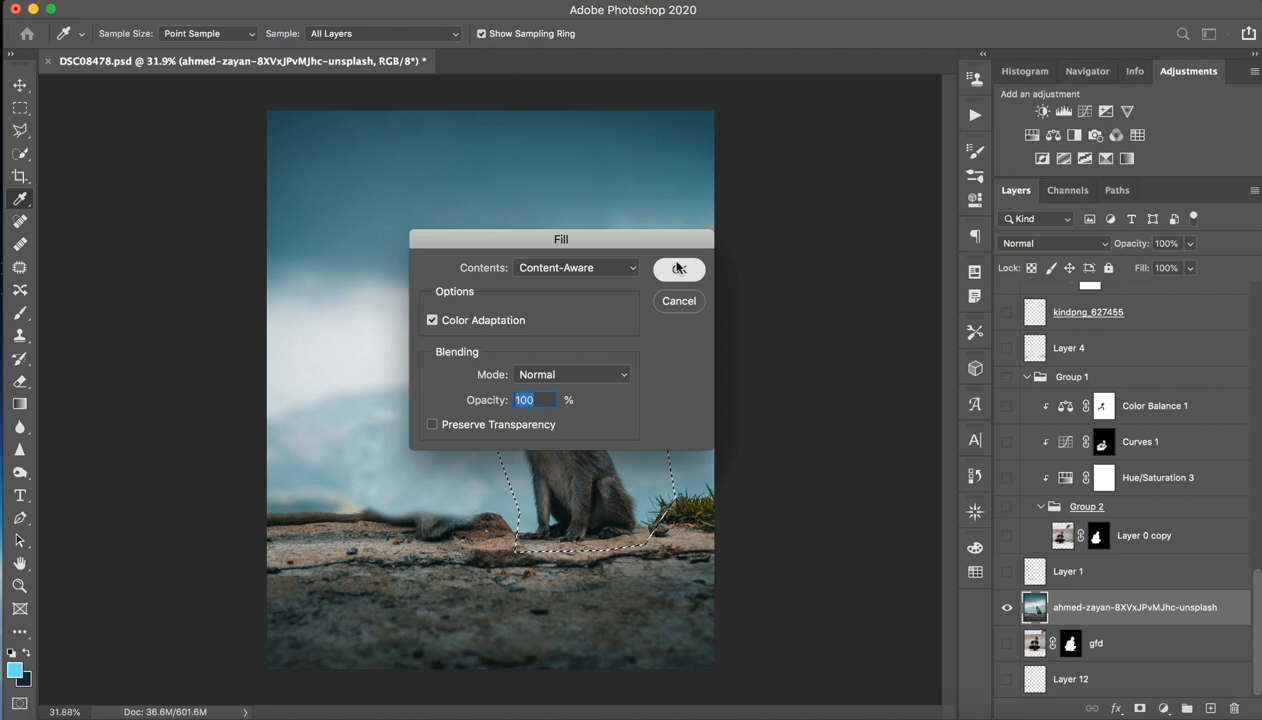 Adobe Photoshop 2020
Sample Size: Point Sample Sample: All Layers Show Sampling Ring
DSC08478.psd @ 31.9% (ahmed-zayan-8XVxJPvMJhc-unsplash, RGB/8*) *
Histogram Navigator Info Adjustments
Add an adjustment
Layers Channels Paths
Kind
Normal Opacity: 100%
Lock: Fill: 100%
Fill
Contents: Content-Aware
Cancel
Options
Color Adaptation
Blending
Mode: Normal
Opacity: 100 %
Preserve Transparency
kindpng_627455
Layer 4
Group 1
Color Balance 1
Curves 1
Hue/Saturation 3
Group 2
Layer 0 copy
Layer 1
ahmed-zayan-8XVxJPvMJhc-unsplash
gfd
Layer 12
31.88% Doc: 36.6M/601.6M